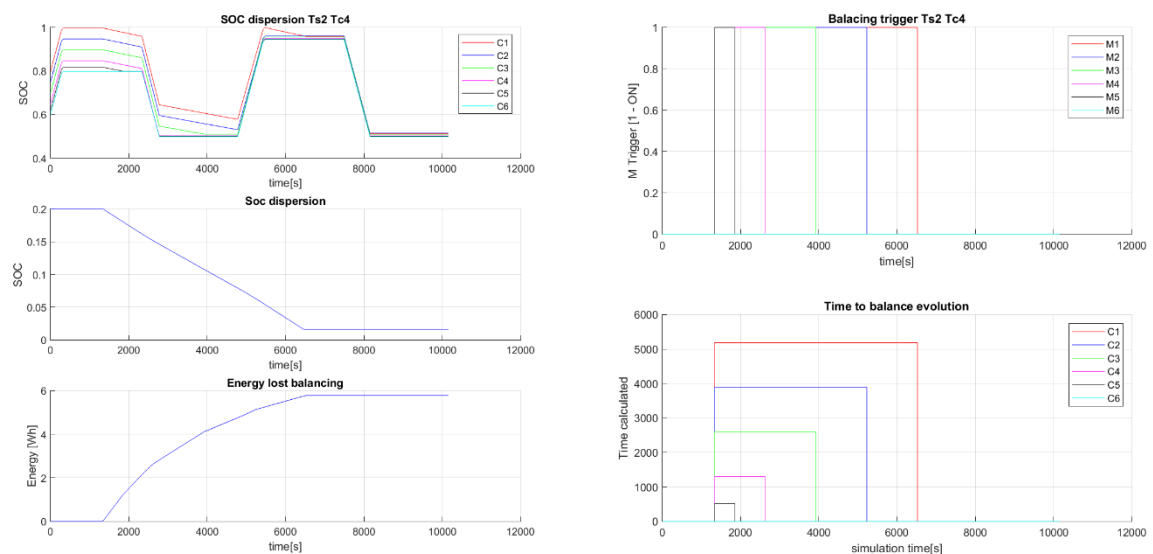 SOC dispersion Ts2 Tc4
1
0.8
0.6
0.4
SOC
0 2000 4000 6000 8000 10000 12000
time[s]
C1
C2
C3
C4
C5
C6
Soc dispersion
0.2
0.15
0.1
0.05
0
SOC
0 2000 4000 6000 8000 10000 12000
time[s]
Energy lost balancing
6
4
2
0
Energy [Wh]
0 2000 4000 6000 8000 10000 12000
time[s]
Balacing trigger Ts2 Tc4
1
0.8
0.6
0.4
0.2
0
M Trigger [1 - ON]
0 2000 4000 6000 8000 10000 12000
time[s]
M1
M2
M3
M4
M5
M6
Time to balance evolution
6000
5000
4000
3000
2000
1000
0
Time calculated
0 2000 4000 6000 8000 10000 12000
simulation time[s]
C1
C2
C3
C4
C5
C6